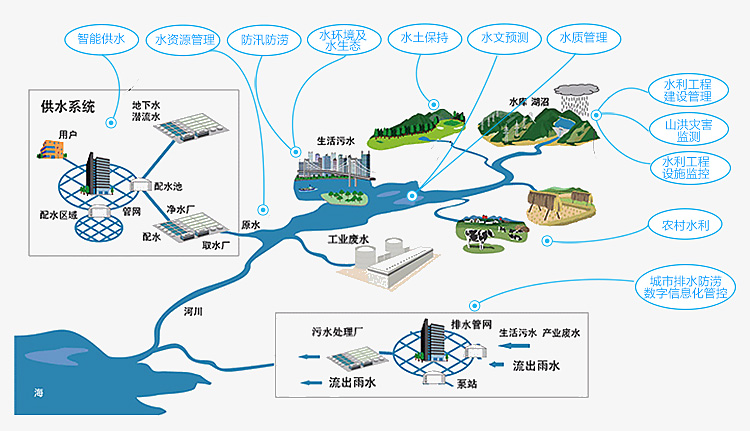 智能供水
水资源管理
防汛防涝
水环境及
水生态
水土保持
水文预测
水质管理
水利工程
建设管理
山洪灾害
监测
水利工程
设施监控
农村水利
城市排水防涝
数字信息化管控
供水系统
地下水
潜流水
用户
配水池
配水区域
管网
净水厂
配水
取水厂
原水
生活污水
水库 湖沼
工业废水
河川
海
污水处理厂
排水管网
生活污水 产业废水
流出雨水
流出雨水
泵站